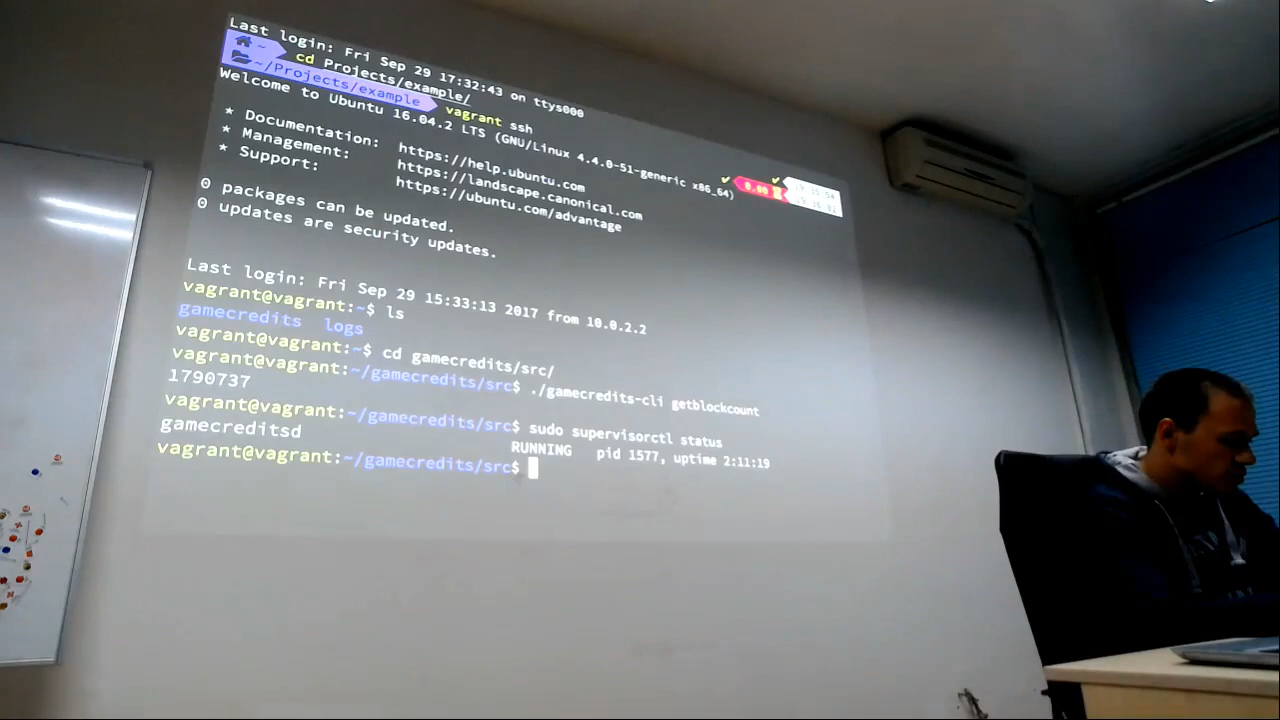 Last login: Fri Sep 29 17:32:43 on ttys000
~ cd Projects/example/
~/Projects/example vagrant ssh
Welcome to Ubuntu 16.04.2 LTS (GNU/Linux 4.4.0-51-generic x86_64)
* Documentation: https://help.ubuntu.com
* Management: https://landscape.canonical.com
* Support: https://ubuntu.com/advantage
0 packages can be updated.
0 updates are security updates.
Last login: Fri Sep 29 15:33:13 2017 from 10.0.2.2
vagrant@vagrant:~$ ls
gamecredits logs
vagrant@vagrant:~$ cd gamecredits/src/
vagrant@vagrant:~/gamecredits/src$ ./gamecredits-cli getblockcount
1790737
vagrant@vagrant:~/gamecredits/src$ sudo supervisorctl status
gamecreditsd RUNNING pid 1577, uptime 2:11:19
vagrant@vagrant:~/gamecredits/src$